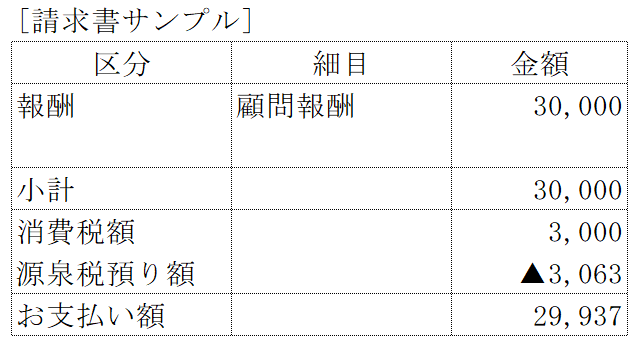 [請求書サンプル]
区分 細目 金額
報酬 顧問報酬 30,000
小計 30,000
消費税額 3,000
源泉税預り額 ▲3,063
お支払い額 29,937